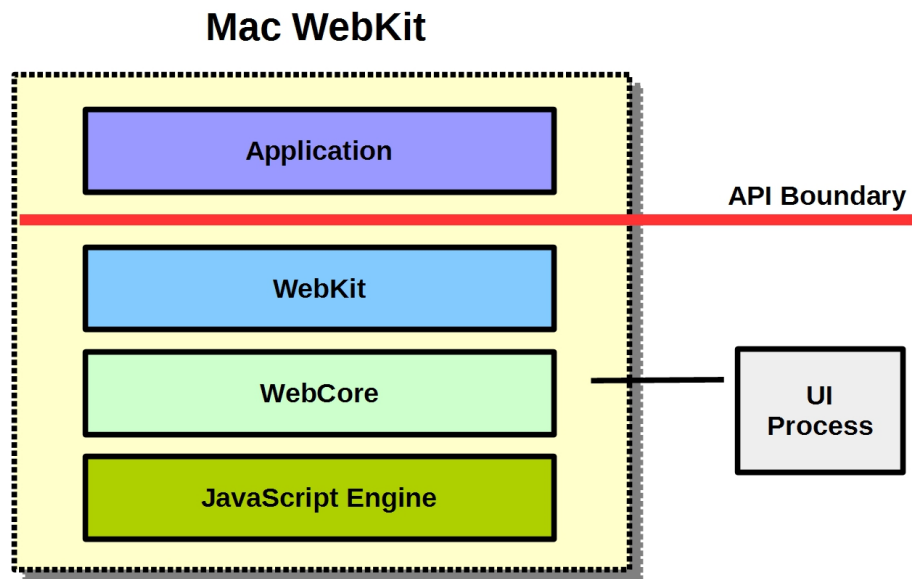 Mac WebKit
Application
API Boundary
WebKit
WebCore
UI
Process
JavaScript Engine